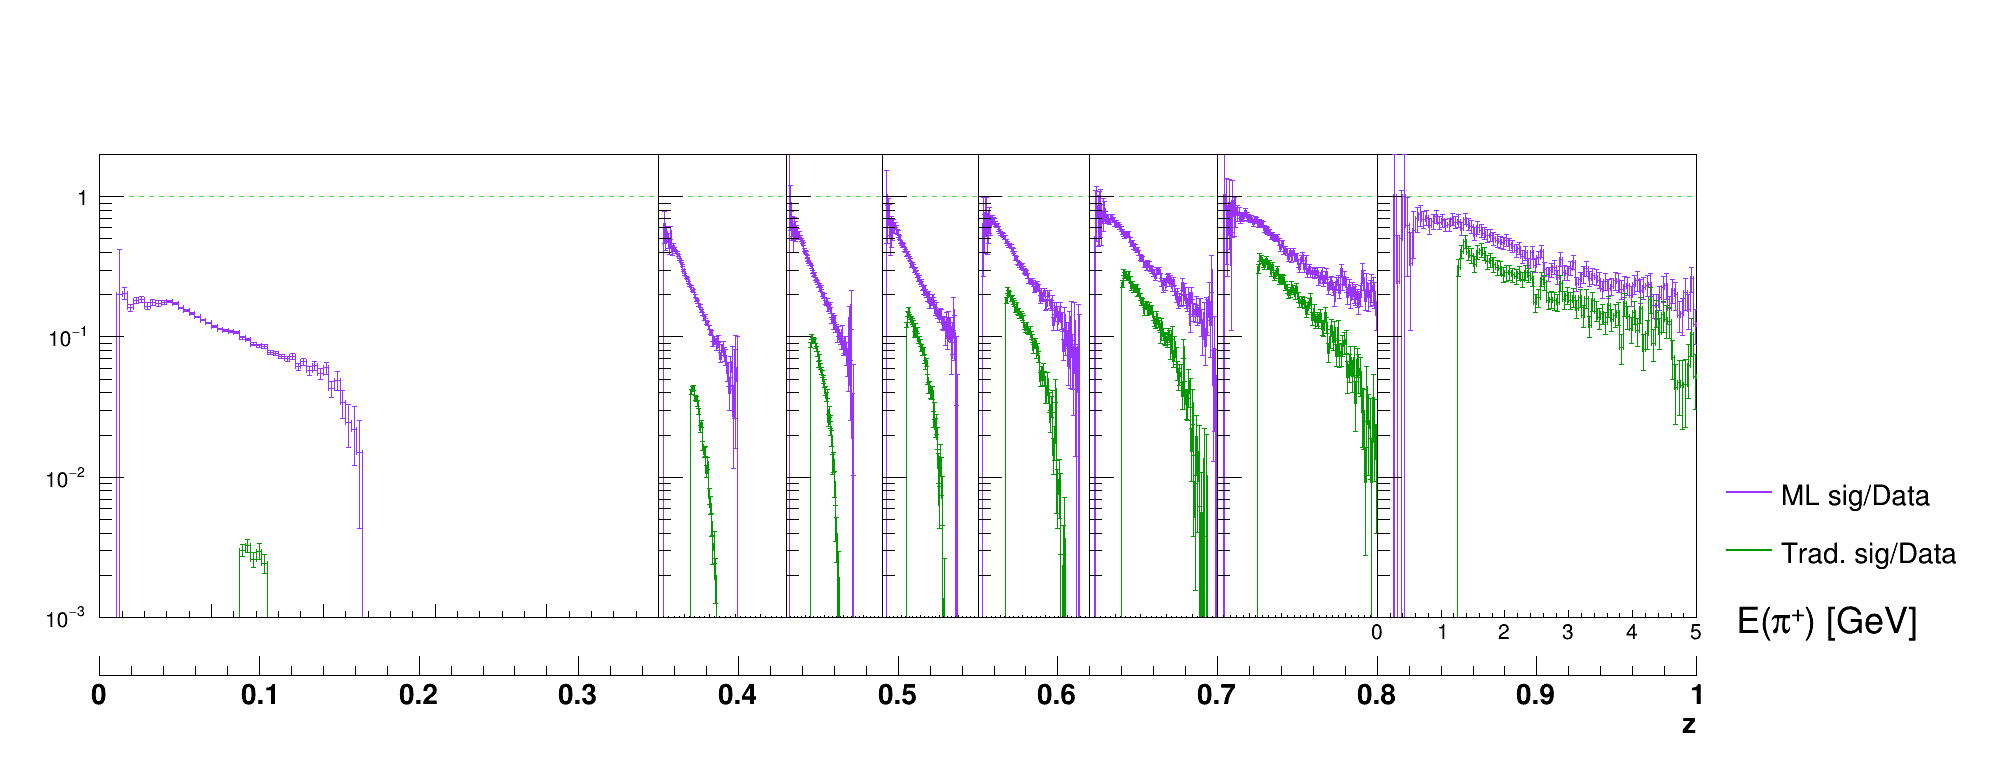 1
10⁻¹
10⁻²
10⁻³
ML sig/Data
Trad. sig/Data
E(π⁺) [GeV]
0 1 2 3 4 5
0 0.1 0.2 0.3 0.4 0.5 0.6 0.7 0.8 0.9 1
z